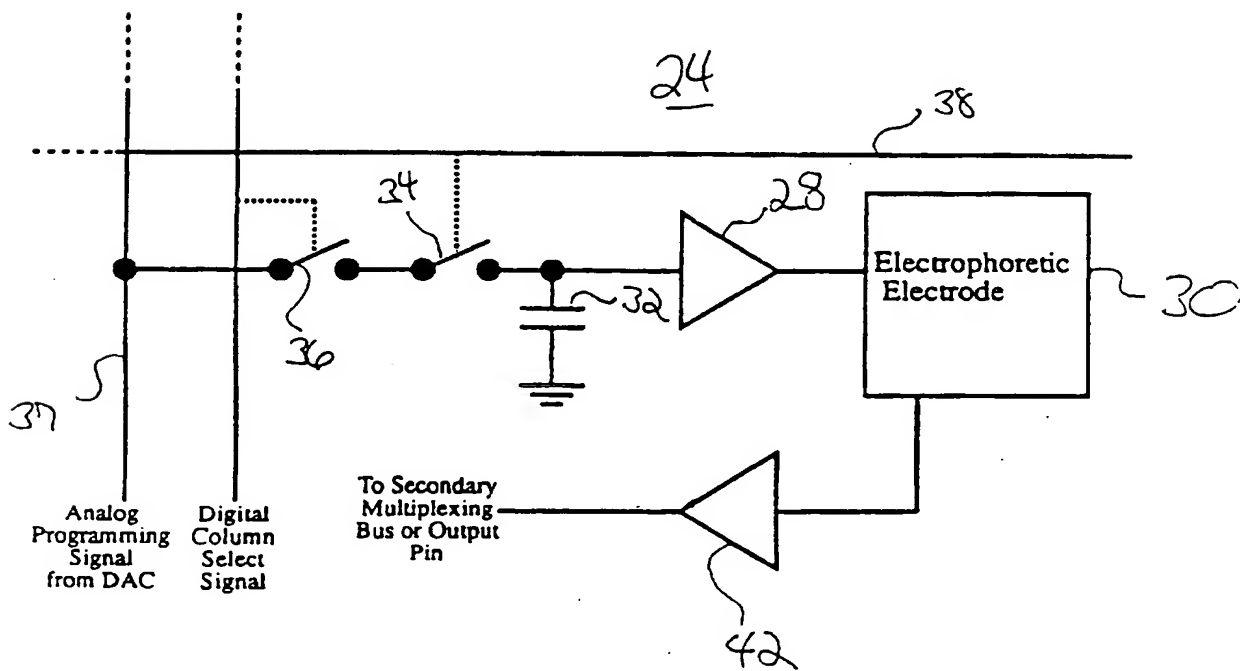 24
38
34
28
Electrophoretic
Electrode
30
32
36
37
To Secondary
Multiplexing
Bus or Output
Pin
Analog
Programming
Signal
from DAC
Digital
Column
Select
Signal
42